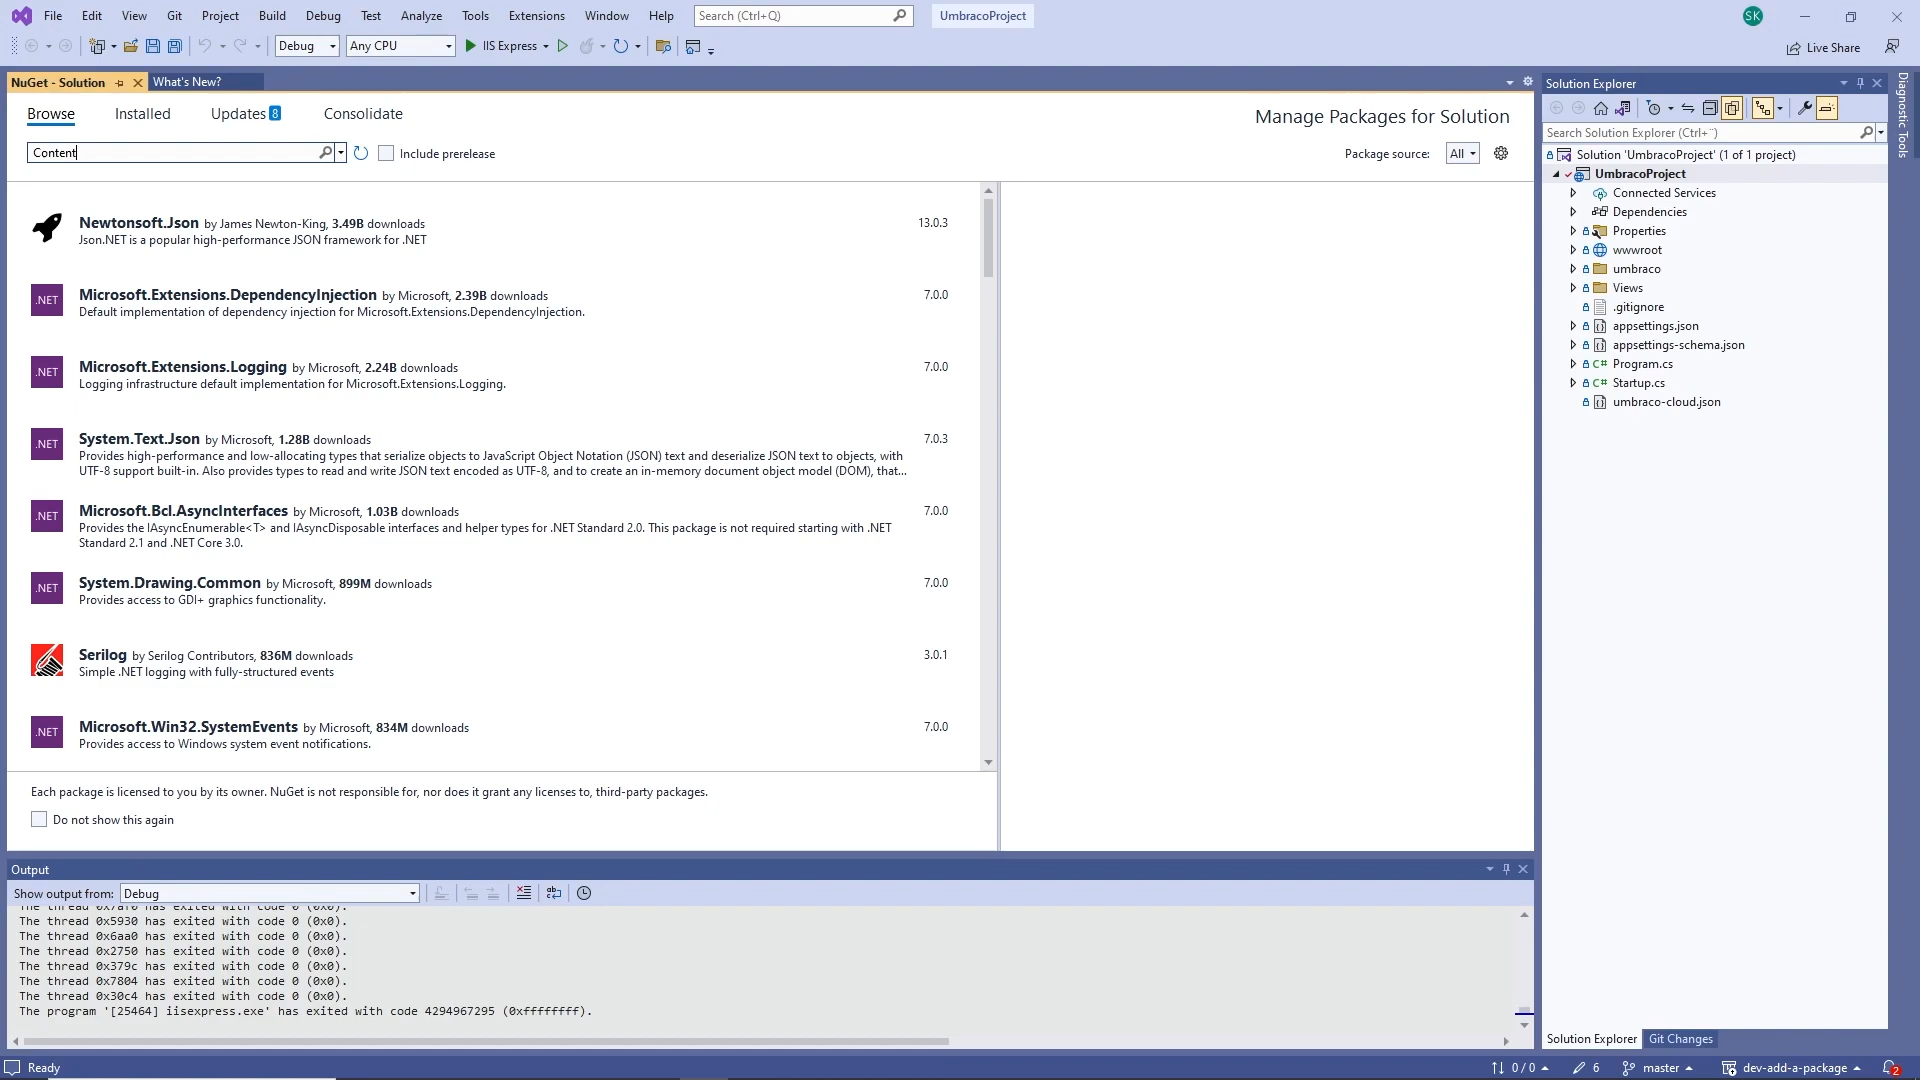 File Edit View Git Project Build Debug Test Analyze Tools Extensions Window Help Search (Ctrl+Q) UmbracoProject SK
Debug Any CPU IIS Express Live Share
NuGet - Solution What's New?
Browse Installed Updates 8 Consolidate
Manage Packages for Solution
Content Include prerelease
Package source: All
Newtonsoft.Json by James Newton-King, 3.49B downloads 13.0.3
Json.NET is a popular high-performance JSON framework for .NET
.NET Microsoft.Extensions.DependencyInjection by Microsoft, 2.39B downloads 7.0.0
Default implementation of dependency injection for Microsoft.Extensions.DependencyInjection.
.NET Microsoft.Extensions.Logging by Microsoft, 2.24B downloads 7.0.0
Logging infrastructure default implementation for Microsoft.Extensions.Logging.
.NET System.Text.Json by Microsoft, 1.28B downloads 7.0.3
Provides high-performance and low-allocating types that serialize objects to JavaScript Object Notation (JSON) text and deserialize JSON text to objects, with
UTF-8 support built-in. Also provides types to read and write JSON text encoded as UTF-8, and to create an in-memory document object model (DOM), that...
.NET Microsoft.Bcl.AsyncInterfaces by Microsoft, 1.03B downloads 7.0.0
Provides the IAsyncEnumerable<T> and IAsyncDisposable interfaces and helper types for .NET Standard 2.0. This package is not required starting with .NET
Standard 2.1 and .NET Core 3.0.
.NET System.Drawing.Common by Microsoft, 899M downloads 7.0.0
Provides access to GDI+ graphics functionality.
Serilog by Serilog Contributors, 836M downloads 3.0.1
Simple .NET logging with fully-structured events
.NET Microsoft.Win32.SystemEvents by Microsoft, 834M downloads 7.0.0
Provides access to Windows system event notifications.
Each package is licensed to you by its owner. NuGet is not responsible for, nor does it grant any licenses to, third-party packages.
Do not show this again
Output
Show output from: Debug
The thread 0x7af0 has exited with code 0 (0x0).
The thread 0x5930 has exited with code 0 (0x0).
The thread 0x6aa0 has exited with code 0 (0x0).
The thread 0x2750 has exited with code 0 (0x0).
The thread 0x379c has exited with code 0 (0x0).
The thread 0x7804 has exited with code 0 (0x0).
The thread 0x30c4 has exited with code 0 (0x0).
The program '[25464] iisexpress.exe' has exited with code 4294967295 (0xffffffff).
Solution Explorer
Search Solution Explorer (Ctrl+¨)
Solution 'UmbracoProject' (1 of 1 project)
UmbracoProject
Connected Services
Dependencies
Properties
wwwroot
umbraco
Views
.gitignore
appsettings.json
appsettings-schema.json
C# Program.cs
C# Startup.cs
umbraco-cloud.json
Solution Explorer Git Changes
Diagnostic Tools
Ready 0 / 0 6 master dev-add-a-package 2